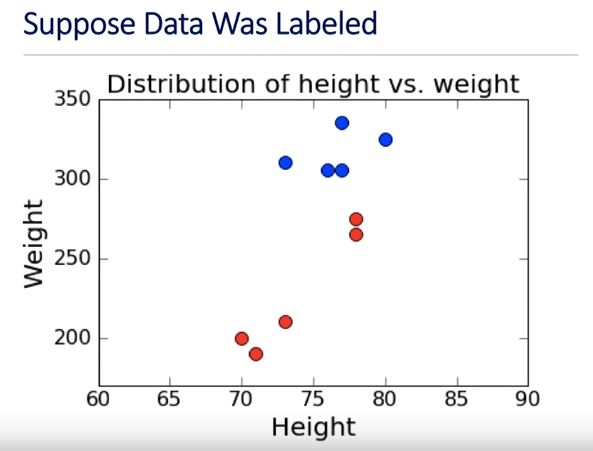 Suppose Data Was Labeled
Distribution of height vs. weight
350
300
250
200
Weight
60 65 70 75 80 85 90
Height